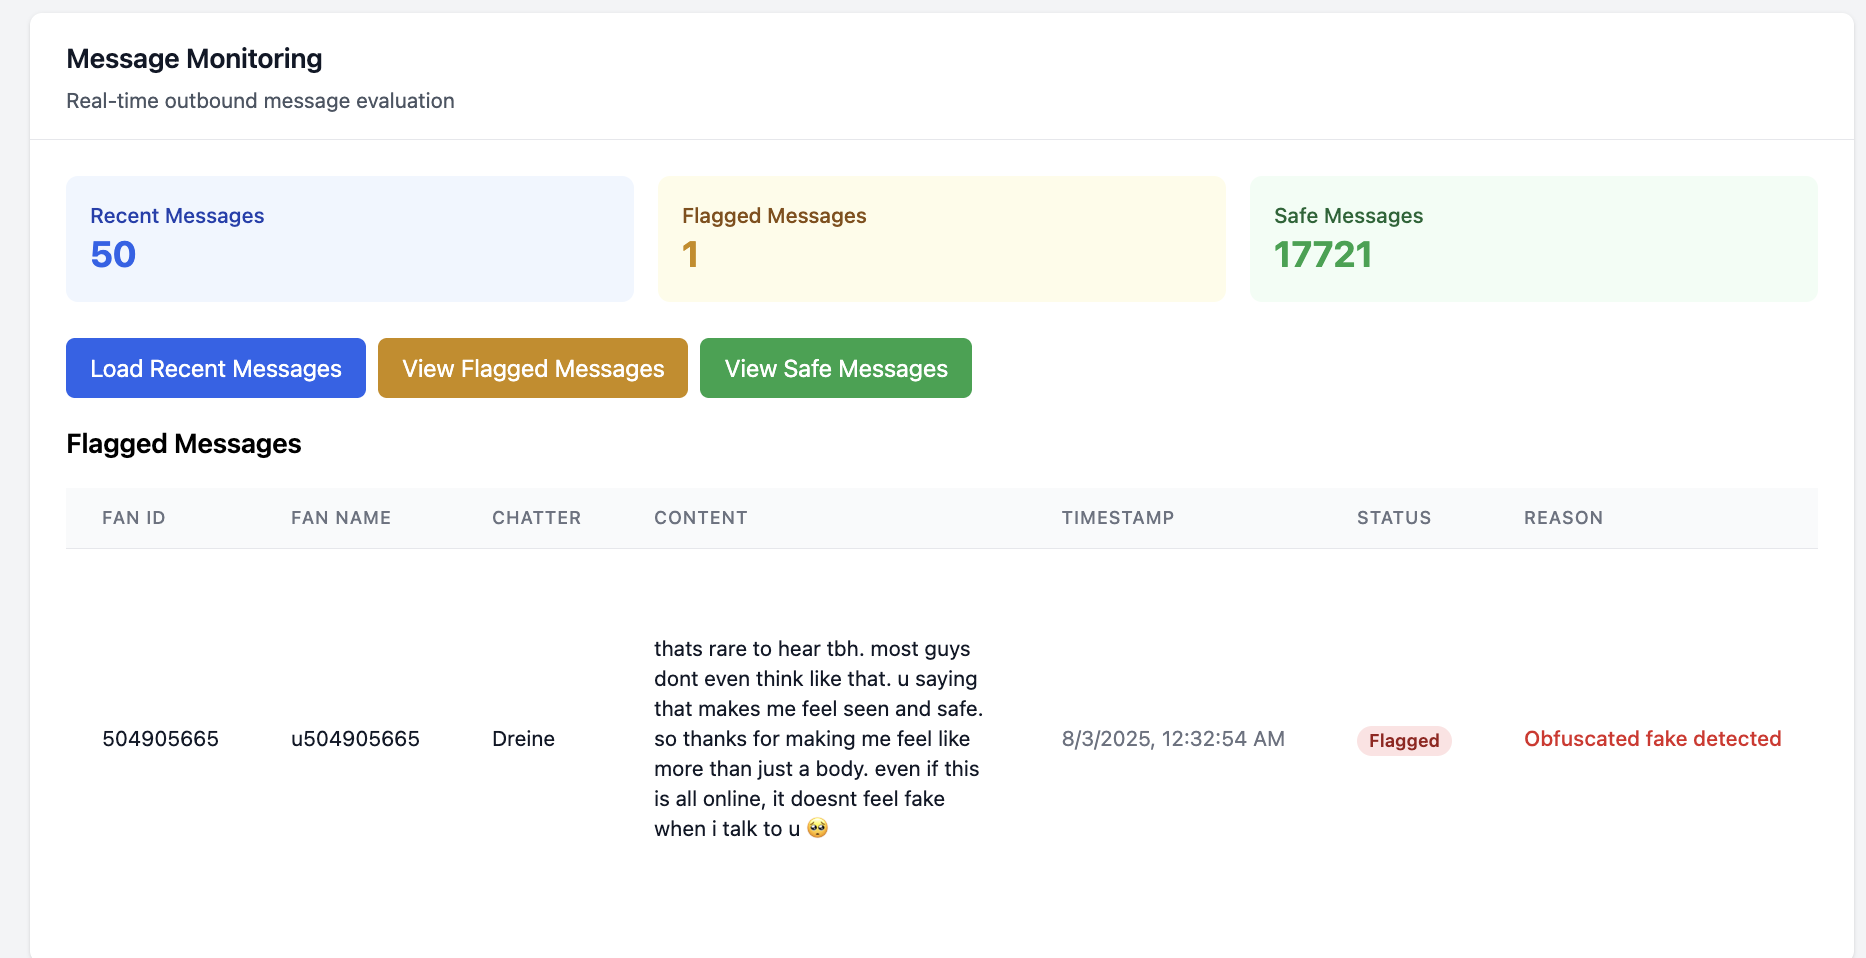 Message Monitoring
Real-time outbound message evaluation
Recent Messages
50
Flagged Messages
1
Safe Messages
17721
Load Recent Messages
View Flagged Messages
View Safe Messages
Flagged Messages
FAN ID FAN NAME CHATTER CONTENT TIMESTAMP STATUS REASON
504905665
u504905665
Dreine
thats rare to hear tbh. most guys
dont even think like that. u saying
that makes me feel seen and safe.
so thanks for making me feel like
more than just a body. even if this
is all online, it doesnt feel fake
when i talk to u 🥺
8/3/2025, 12:32:54 AM
Flagged
Obfuscated fake detected